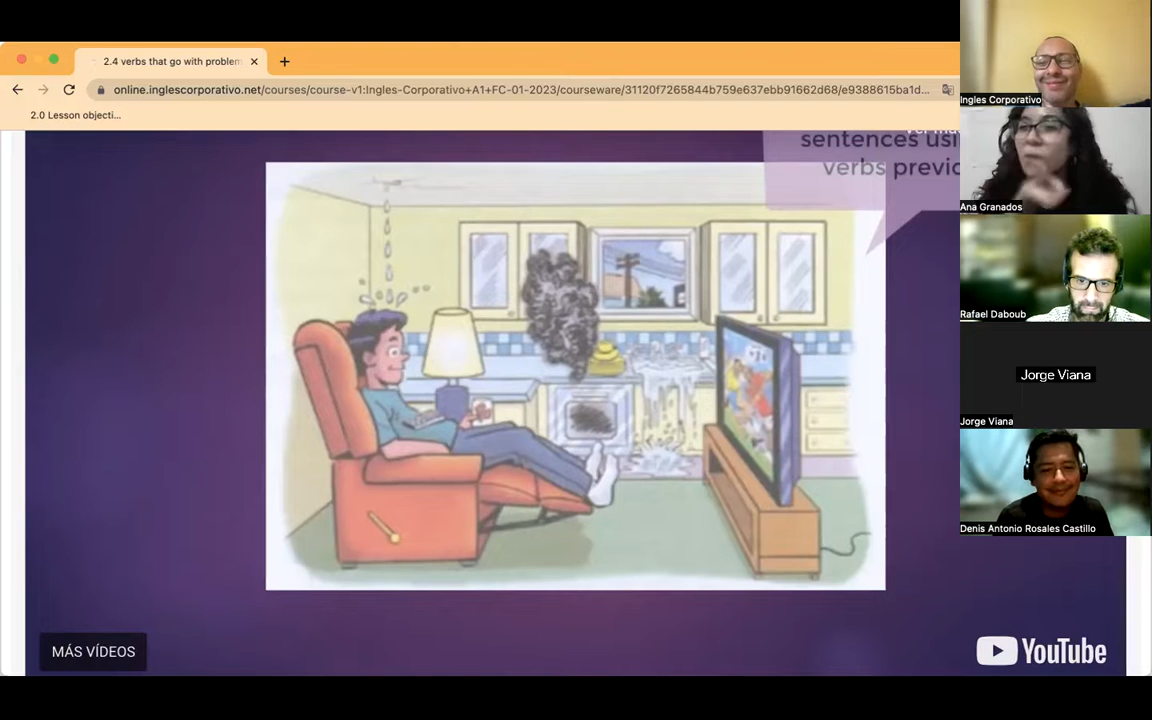 2.4 verbs that go with problem
online.inglescorporativo.net/courses/course-v1:Ingles-Corporativo+A1+FC-01-2023/courseware/31120f7265844b759e637ebb91662d68/e9388615ba1d...
2.0 Lesson objecti...
sentences usi
verbs previo
MÁS VÍDEOS
YouTube
Ingles Corporativo
Ana Granados
Rafael Daboub
Jorge Viana
Jorge Viana
Denis Antonio Rosales Castillo